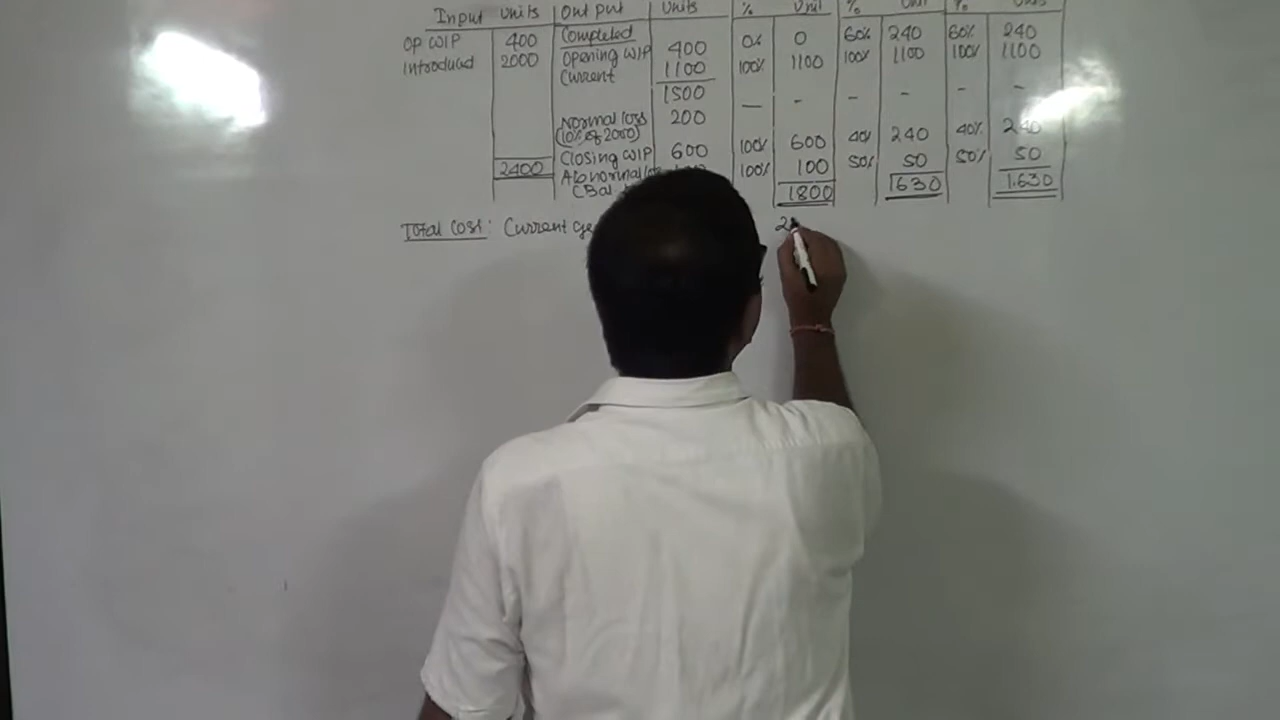 Input Units Output Units % Unit % Unit % Units
Op WIP 400 Completed 0% 0 60% 240 60% 240
Introduced 2000 Opening WIP 400 100% 1100 100% 1100 100% 1100
Current 1100
1500 — - - - - -
Normal loss 200
(10% of 2000)
Closing WIP 600 100% 600 40% 240 40% 240
2400 Abnormal 100% 100 50% 50 50% 50
(Bal 1800 1630 1630
Total Cost: Current